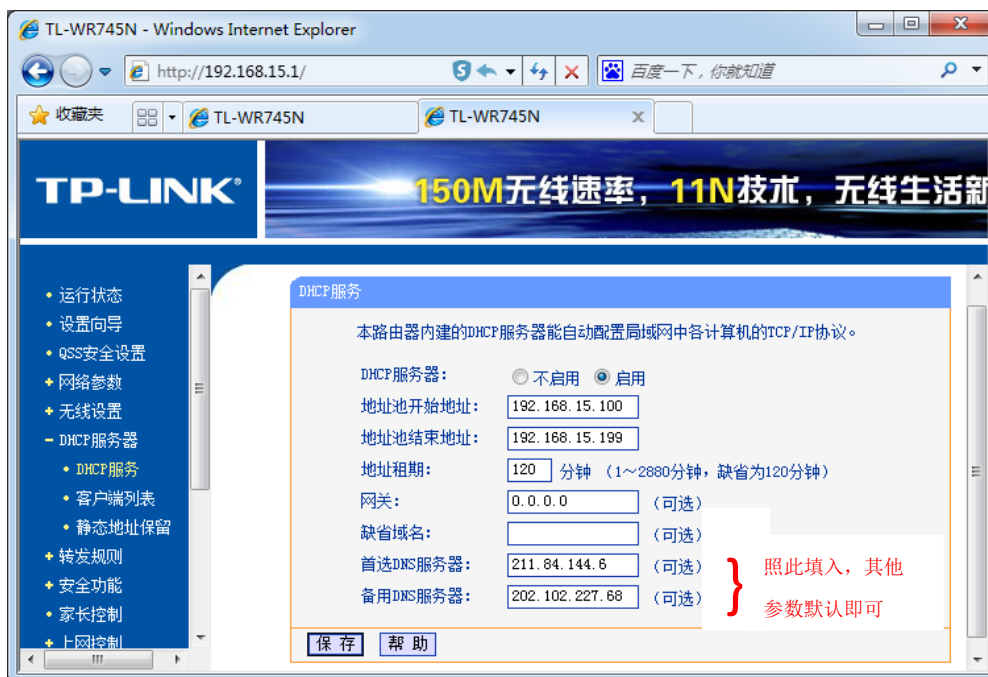 TL-WR745N - Windows Internet Explorer
http://192.168.15.1/
百度一下,你就知道
收藏夹
TL-WR745N
TL-WR745N
TP-LINK
150M无线速率,11N技术,无线生活新
• 运行状态
• 设置向导
• QSS安全设置
+ 网络参数
+ 无线设置
- DHCP服务器
• DHCP服务
• 客户端列表
• 静态地址保留
+ 转发规则
+ 安全功能
• 家长控制
+ 上网控制
DHCP服务
本路由器内建的DHCP服务器能自动配置局域网中各计算机的TCP/IP协议。
DHCP服务器: 不启用 启用
地址池开始地址: 192.168.15.100
地址池结束地址: 192.168.15.199
地址租期: 120 分钟 (1~2880分钟,缺省为120分钟)
网关: 0.0.0.0 (可选)
缺省域名: (可选)
首选DNS服务器: 211.84.144.6 (可选)
备用DNS服务器: 202.102.227.68 (可选)
照此填入,其他
参数默认即可
保 存 帮 助